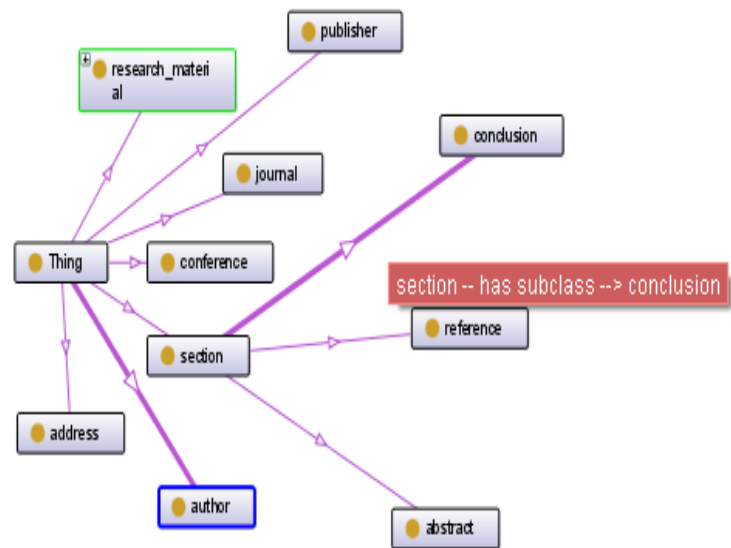 publisher
research_materi
al
conclusion
journal
Thing
conference
section -- has subclass --> conclusion
reference
section
address
author
abstract